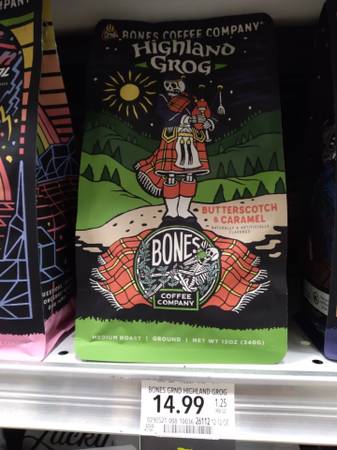 BONES COFFEE COMPANY
HIGHLAND
GROG
BUTTERSCOTCH
& CARAMEL
NATURALLY & ARTIFICIALLY
FLAVORED
BONES
COFFEE
COMPANY
MEDIUM ROAST | GROUND | NET WT 12OZ (340G)
BONES GRND HIGHLAND GROG
14.99
1.25
Lucky